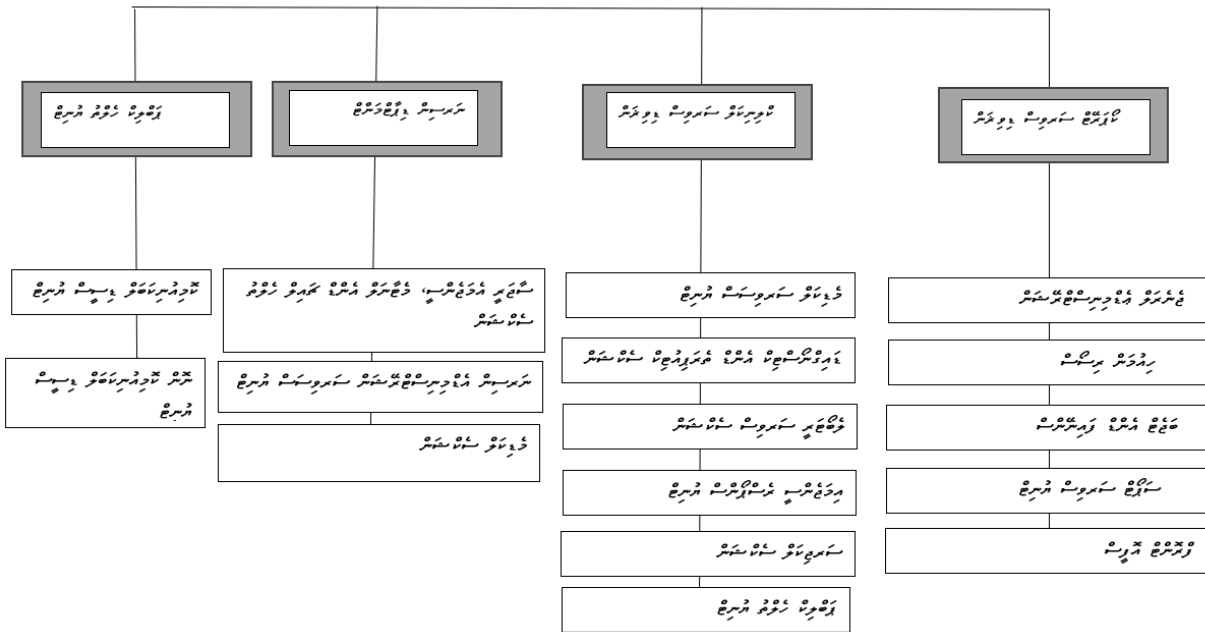 ކޯޕަރޭޓް ސަރވިސް ޑިވިޜަން
ކްލިނިކަލް ސަރވިސް ޑިވިޜަން
ނަރސިން ޑިޕާޓްމަންޓް
ޕަބްލިކް ހެލްތު ޔުނިޓް
ޖެނެރަލް އެޑްމިނިސްޓްރޭޝަން
ހިއުމަން ރިސޯސް
ބަޖެޓް އެންޑް ފައިނޭންސް
ސަޕޯޓް ސަރވިސް ޔުނިޓް
ފްރޮންޓް އޮފީސް
މެޑިކަލް ސަރވިސަސް ޔުނިޓް
ޑައިގްނޯސްޓިކް އެންޑް ތެރަޕިއުޓިކް ސެކްޝަން
ލެބޯޓަރީ ސަރވިސް ސެކްޝަން
އިމަޖެންސީ ރެސްޕޯންސް ޔުނިޓް
ސަރޖިކަލް ސެކްޝަން
ޕަބްލިކް ހެލްތު ޔުނިޓް
ސާޖަރީ އެމަޖެންސީ، މެޓާނަލް އެންޑް ޗައިލް ހެލްތު
ސެކްޝަން
ނަރސިން އެޑްމިނިސްޓްރޭޝަން ސަރވިސަސް ޔުނިޓް
މެޑިކަލް ސެކްޝަން
ކޮމިއުނިކަބަލް ޑިސީސް ޔުނިޓް
ނޮން ކޮމިއުނިކަބަލް ޑިސީސް
ޔުނިޓް